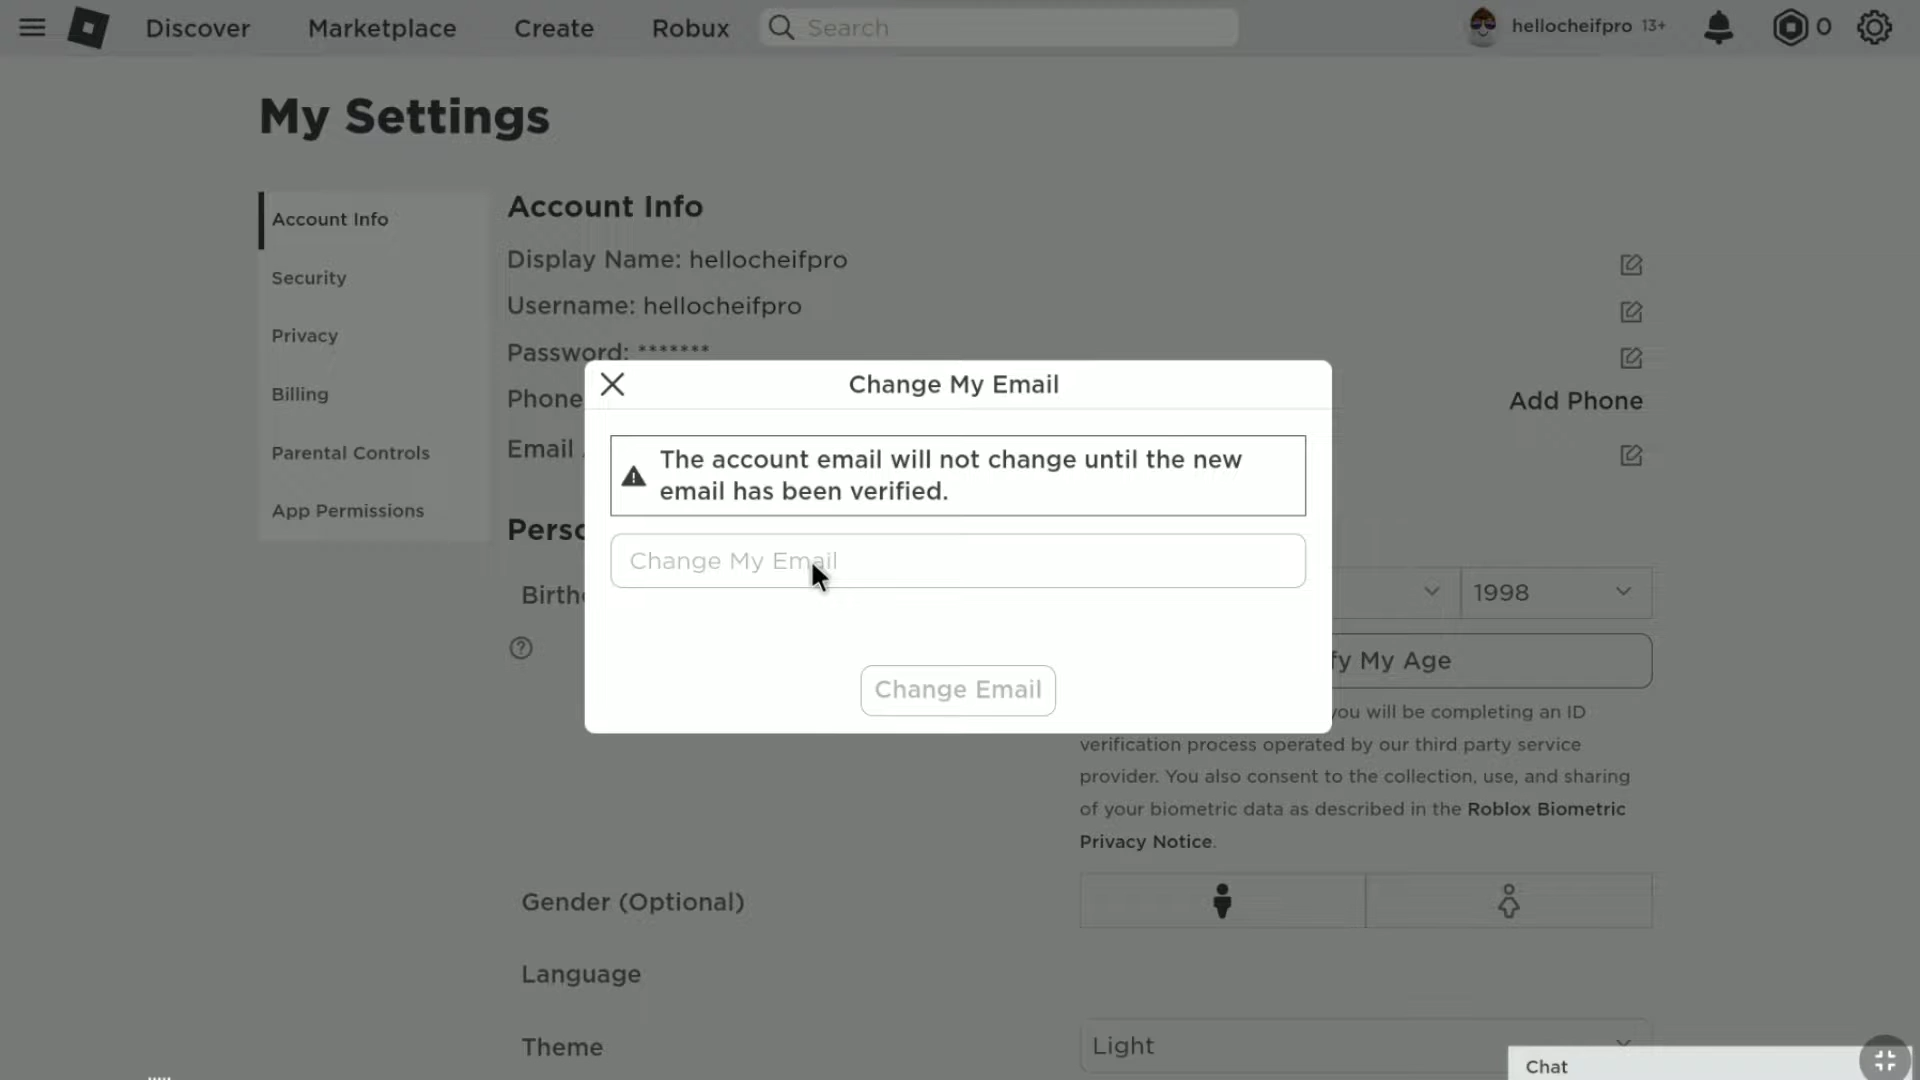 Discover Marketplace Create Robux Search hellocheifpro 13+ 0
My Settings
Account Info
Security
Privacy
Billing
Parental Controls
App Permissions
Account Info
Display Name: hellocheifpro
Username: hellocheifpro
Password: *******
Phone
Add Phone
Email
Change My Email
The account email will not change until the new
email has been verified.
Change My Email
Change Email
1998
My Age
you will be completing an ID
verification process operated by our third party service
provider. You also consent to the collection, use, and sharing
of your biometric data as described in the Roblox Biometric
Privacy Notice.
Gender (Optional)
Language
Theme
Light
Chat